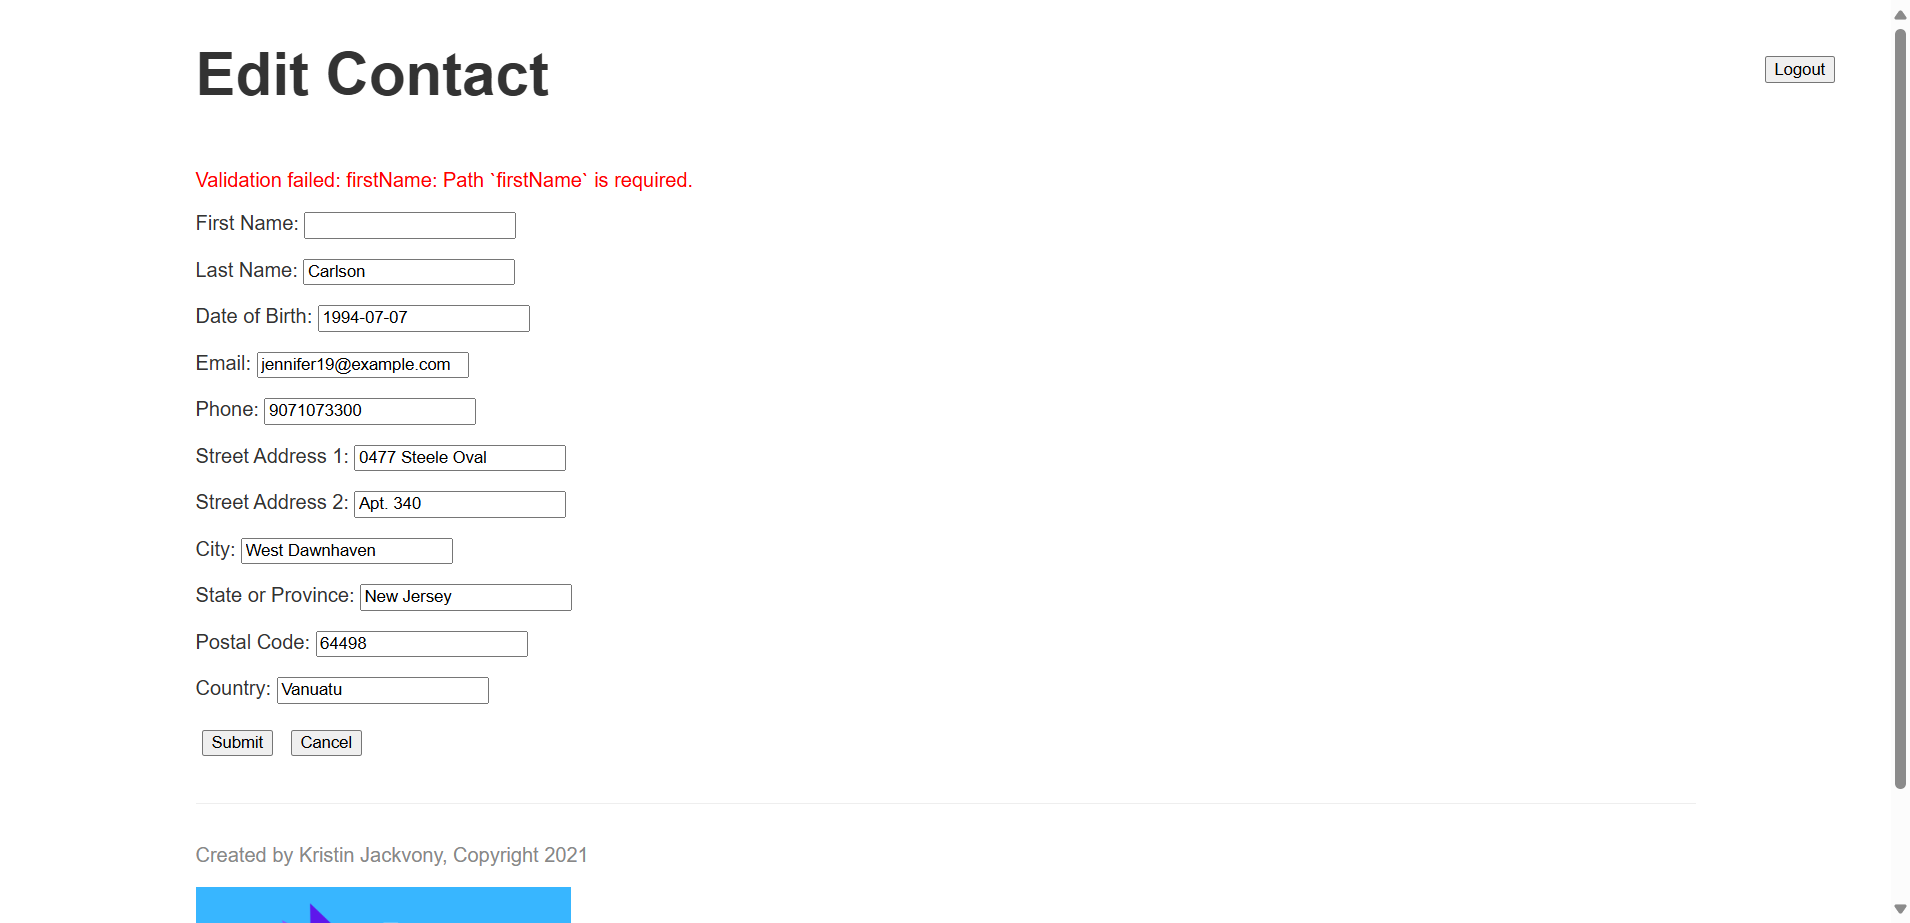 Edit Contact
Logout
Validation failed: firstName: Path `firstName` is required.
First Name:
Last Name: Carlson
Date of Birth: 1994-07-07
Email: jennifer19@example.com
Phone: 9071073300
Street Address 1: 0477 Steele Oval
Street Address 2: Apt. 340
City: West Dawnhaven
State or Province: New Jersey
Postal Code: 64498
Country: Vanuatu
Submit Cancel
Created by Kristin Jackvony, Copyright 2021